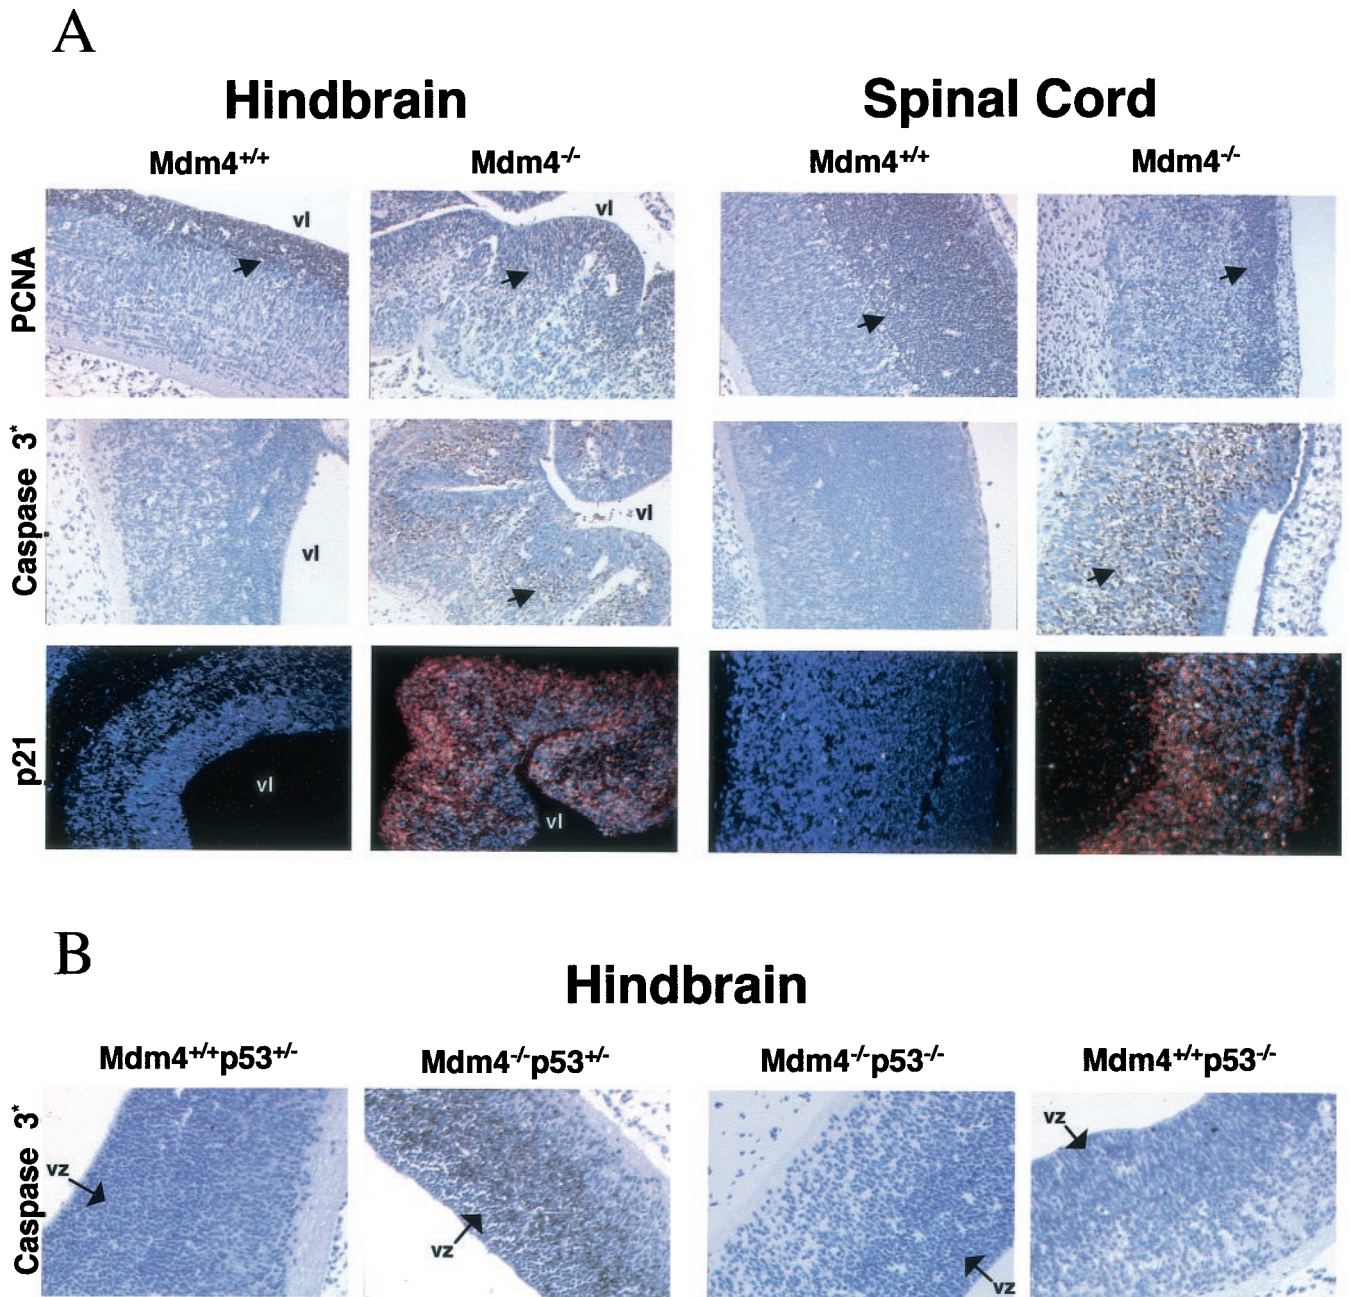 A
Hindbrain
Spinal Cord
Mdm4+/+
Mdm4-/-
Mdm4+/+
Mdm4-/-
PCNA
vl
vl
Caspase 3*
vl
vl
p21
vl
vl
B
Hindbrain
Mdm4+/+p53+/-
Mdm4-/-p53+/-
Mdm4-/-p53-/-
Mdm4+/+p53-/-
Caspase 3*
vz
vz
vz
vz